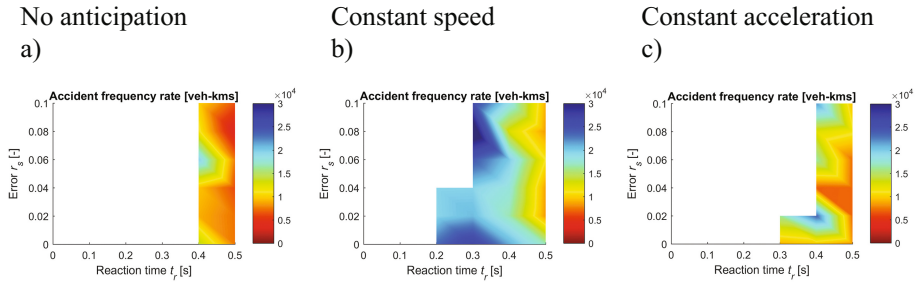 No anticipation
a)
Accident frequency rate [veh-kms]
×10⁴
0.1
0.08
0.06
0.04
0.02
0
Error r_s [-]
0 0.1 0.2 0.3 0.4 0.5
Reaction time t_r [s]
3
2.5
2
1.5
1
0.5
0
Constant speed
b)
Accident frequency rate [veh-kms]
×10⁴
0.1
0.08
0.06
0.04
0.02
0
Error r_s [-]
0 0.1 0.2 0.3 0.4 0.5
Reaction time t_r [s]
3
2.5
2
1.5
1
0.5
0
Constant acceleration
c)
Accident frequency rate [veh-kms]
×10⁴
0.1
0.08
0.06
0.04
0.02
0
Error r_s [-]
0 0.1 0.2 0.3 0.4 0.5
Reaction time t_r [s]
3
2.5
2
1.5
1
0.5
0